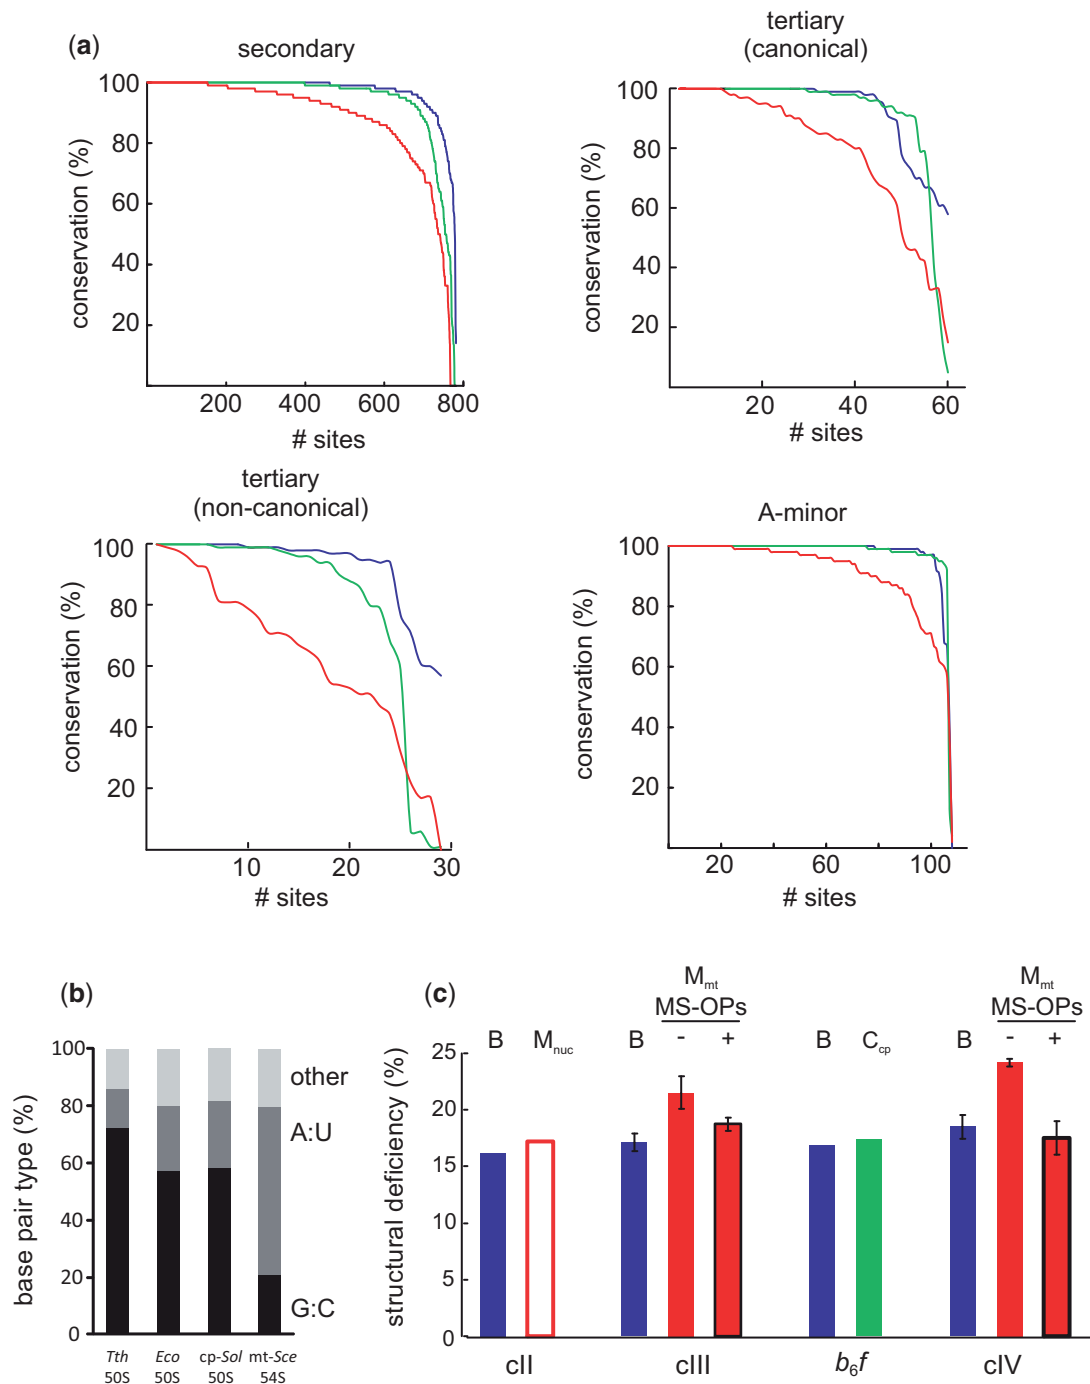 (a)
secondary
conservation (%)
100
80
60
40
20
200 400 600 800
# sites
tertiary
(canonical)
conservation (%)
100
80
60
40
20
20 40 60
# sites
tertiary
(non-canonical)
conservation (%)
100
80
60
40
20
10 20 30
# sites
A-minor
conservation (%)
100
80
60
40
20
20 60 100
# sites
(b)
base pair type (%)
100
80
60
40
20
0
other
A:U
G:C
Tth Eco cp-Sol mt-Sce
50S 50S 50S 54S
(c)
structural deficiency (%)
25
20
15
10
5
0
B Mnuc
Mmt
MS-OPs
B - +
B Ccp
Mmt
MS-OPs
B - +
cII cIII b6f cIV